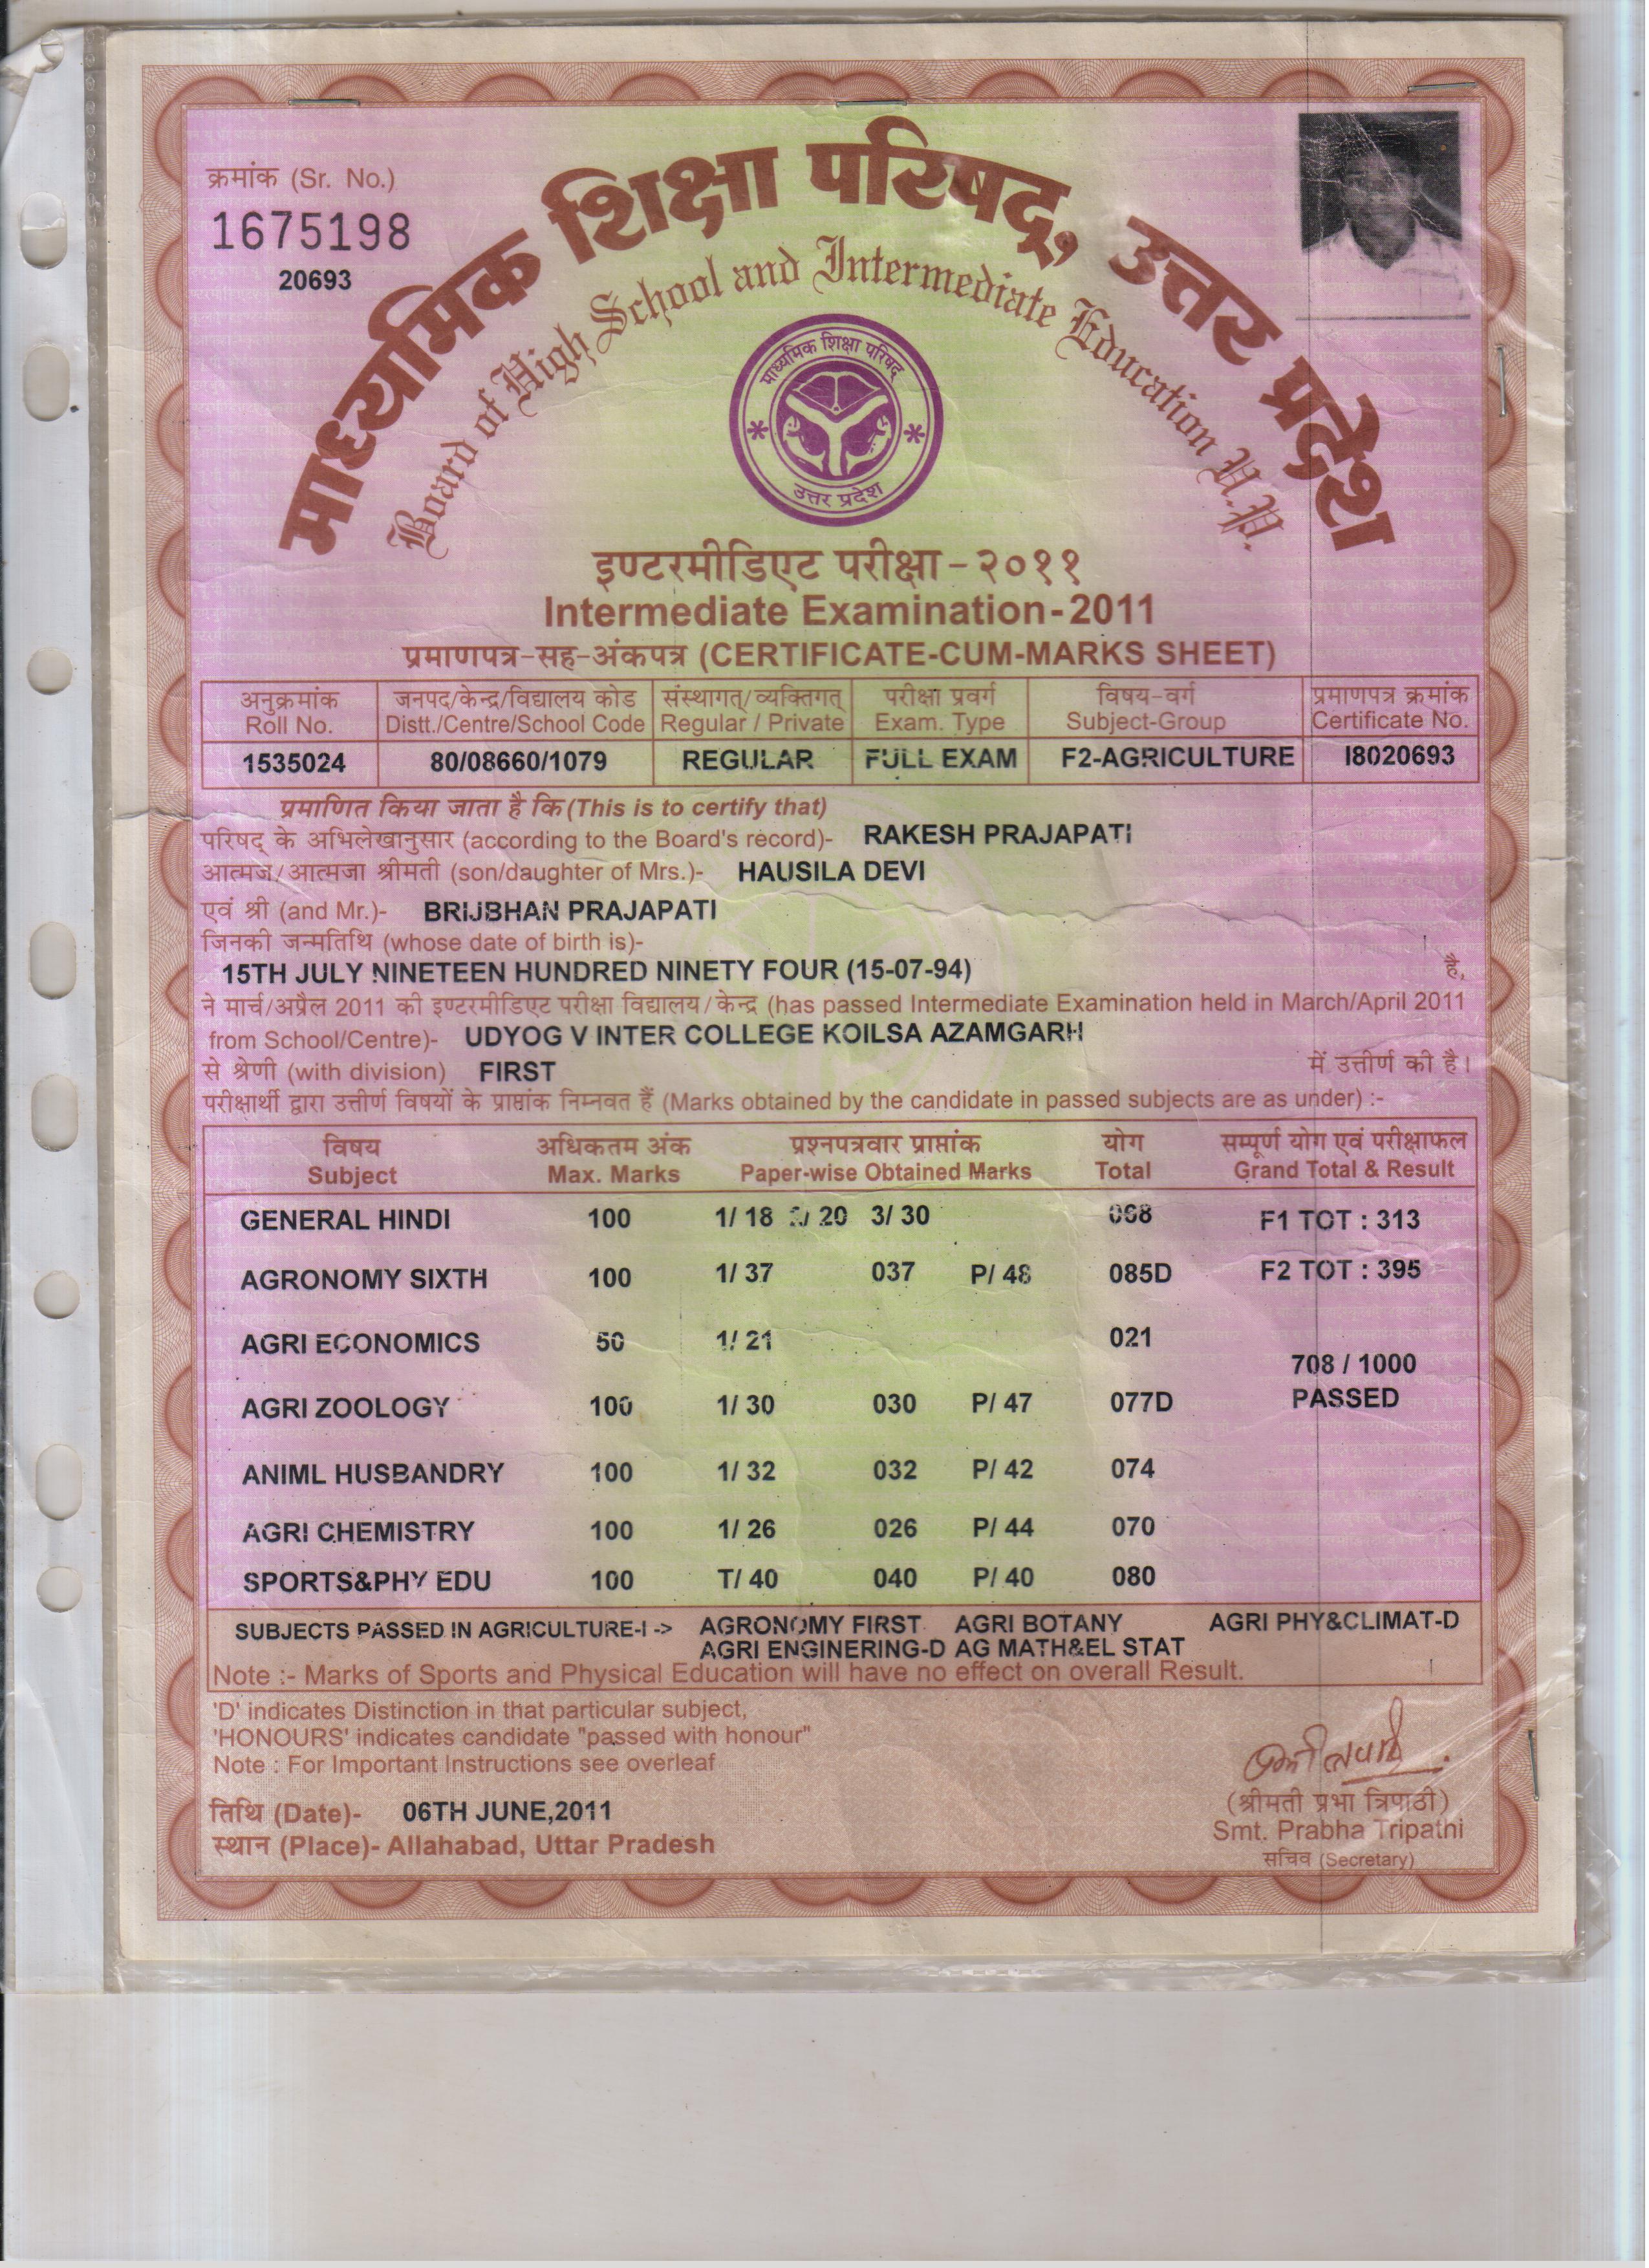 क्रमांक (Sr. No.)
1675198
20693
माध्यमिक शिक्षा परिषद्, उत्तर प्रदेश
Board of High School and Intermediate Education U.P.
माध्यमिक शिक्षा परिषद्
उत्तर प्रदेश
इण्टरमीडिएट परीक्षा - २०११
Intermediate Examination - 2011
प्रमाणपत्र-सह-अंकपत्र (CERTIFICATE-CUM-MARKS SHEET)
अनुक्रमांक जनपद/केन्द्र/विद्यालय कोड संस्थागत्/व्यक्तिगत् परीक्षा प्रवर्ग विषय-वर्ग प्रमाणपत्र क्रमांक
Roll No. Distt./Centre/School Code Regular / Private Exam. Type Subject-Group Certificate No.
1535024 80/08660/1079 REGULAR FULL EXAM F2-AGRICULTURE I8020693
प्रमाणित किया जाता है कि (This is to certify that)
परिषद् के अभिलेखानुसार (according to the Board's record)- RAKESH PRAJAPATI
आत्मज/आत्मजा श्रीमती (son/daughter of Mrs.)- HAUSILA DEVI
एवं श्री (and Mr.)- BRIJBHAN PRAJAPATI
जिनकी जन्मतिथि (whose date of birth is)-
15TH JULY NINETEEN HUNDRED NINETY FOUR (15-07-94) है,
ने मार्च/अप्रैल 2011 की इण्टरमीडिएट परीक्षा विद्यालय/केन्द्र (has passed Intermediate Examination held in March/April 2011
from School/Centre)- UDYOG V INTER COLLEGE KOILSA AZAMGARH
से श्रेणी (with division) FIRST में उत्तीर्ण की है।
परीक्षार्थी द्वारा उत्तीर्ण विषयों के प्राप्तांक निम्नवत हैं (Marks obtained by the candidate in passed subjects are as under) :-
विषय अधिकतम अंक प्रश्नपत्रवार प्राप्तांक योग सम्पूर्ण योग एवं परीक्षाफल
Subject Max. Marks Paper-wise Obtained Marks Total Grand Total & Result
GENERAL HINDI 100 1/ 18 2/ 20 3/ 30 068 F1 TOT : 313
AGRONOMY SIXTH 100 1/ 37 037 P/ 48 085D F2 TOT : 395
AGRI ECONOMICS 50 1/ 21 021
708 / 1000
AGRI ZOOLOGY 100 1/ 30 030 P/ 47 077D PASSED
ANIML HUSBANDRY 100 1/ 32 032 P/ 42 074
AGRI CHEMISTRY 100 1/ 26 026 P/ 44 070
SPORTS&PHY EDU 100 T/ 40 040 P/ 40 080
SUBJECTS PASSED IN AGRICULTURE-I -> AGRONOMY FIRST AGRI BOTANY AGRI PHY&CLIMAT-D
AGRI ENGINERING-D AG MATH&EL STAT
Note :- Marks of Sports and Physical Education will have no effect on overall Result.
'D' indicates Distinction in that particular subject,
'HONOURS' indicates candidate "passed with honour"
Note : For Important Instructions see overleaf
तिथि (Date)- 06TH JUNE,2011
स्थान (Place)- Allahabad, Uttar Pradesh
(श्रीमती प्रभा त्रिपाठी)
Smt. Prabha Tripathi
सचिव (Secretary)